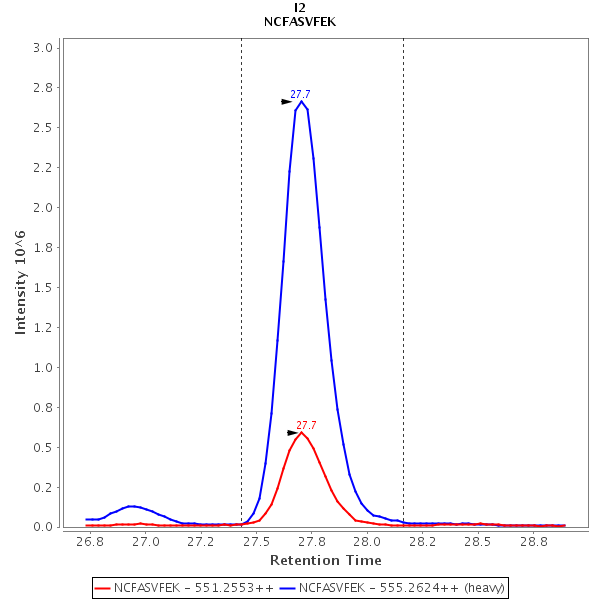 I2
NCFASVFEK
3.0
2.8
2.5
2.2
2.0
1.8
1.5
1.2
1.0
0.8
0.5
0.2
0.0
Intensity 10^6
27.7
27.7
26.8 27.0 27.2 27.5 27.8 28.0 28.2 28.5 28.8
Retention Time
NCFASVFEK - 551.2553++ NCFASVFEK - 555.2624++ (heavy)